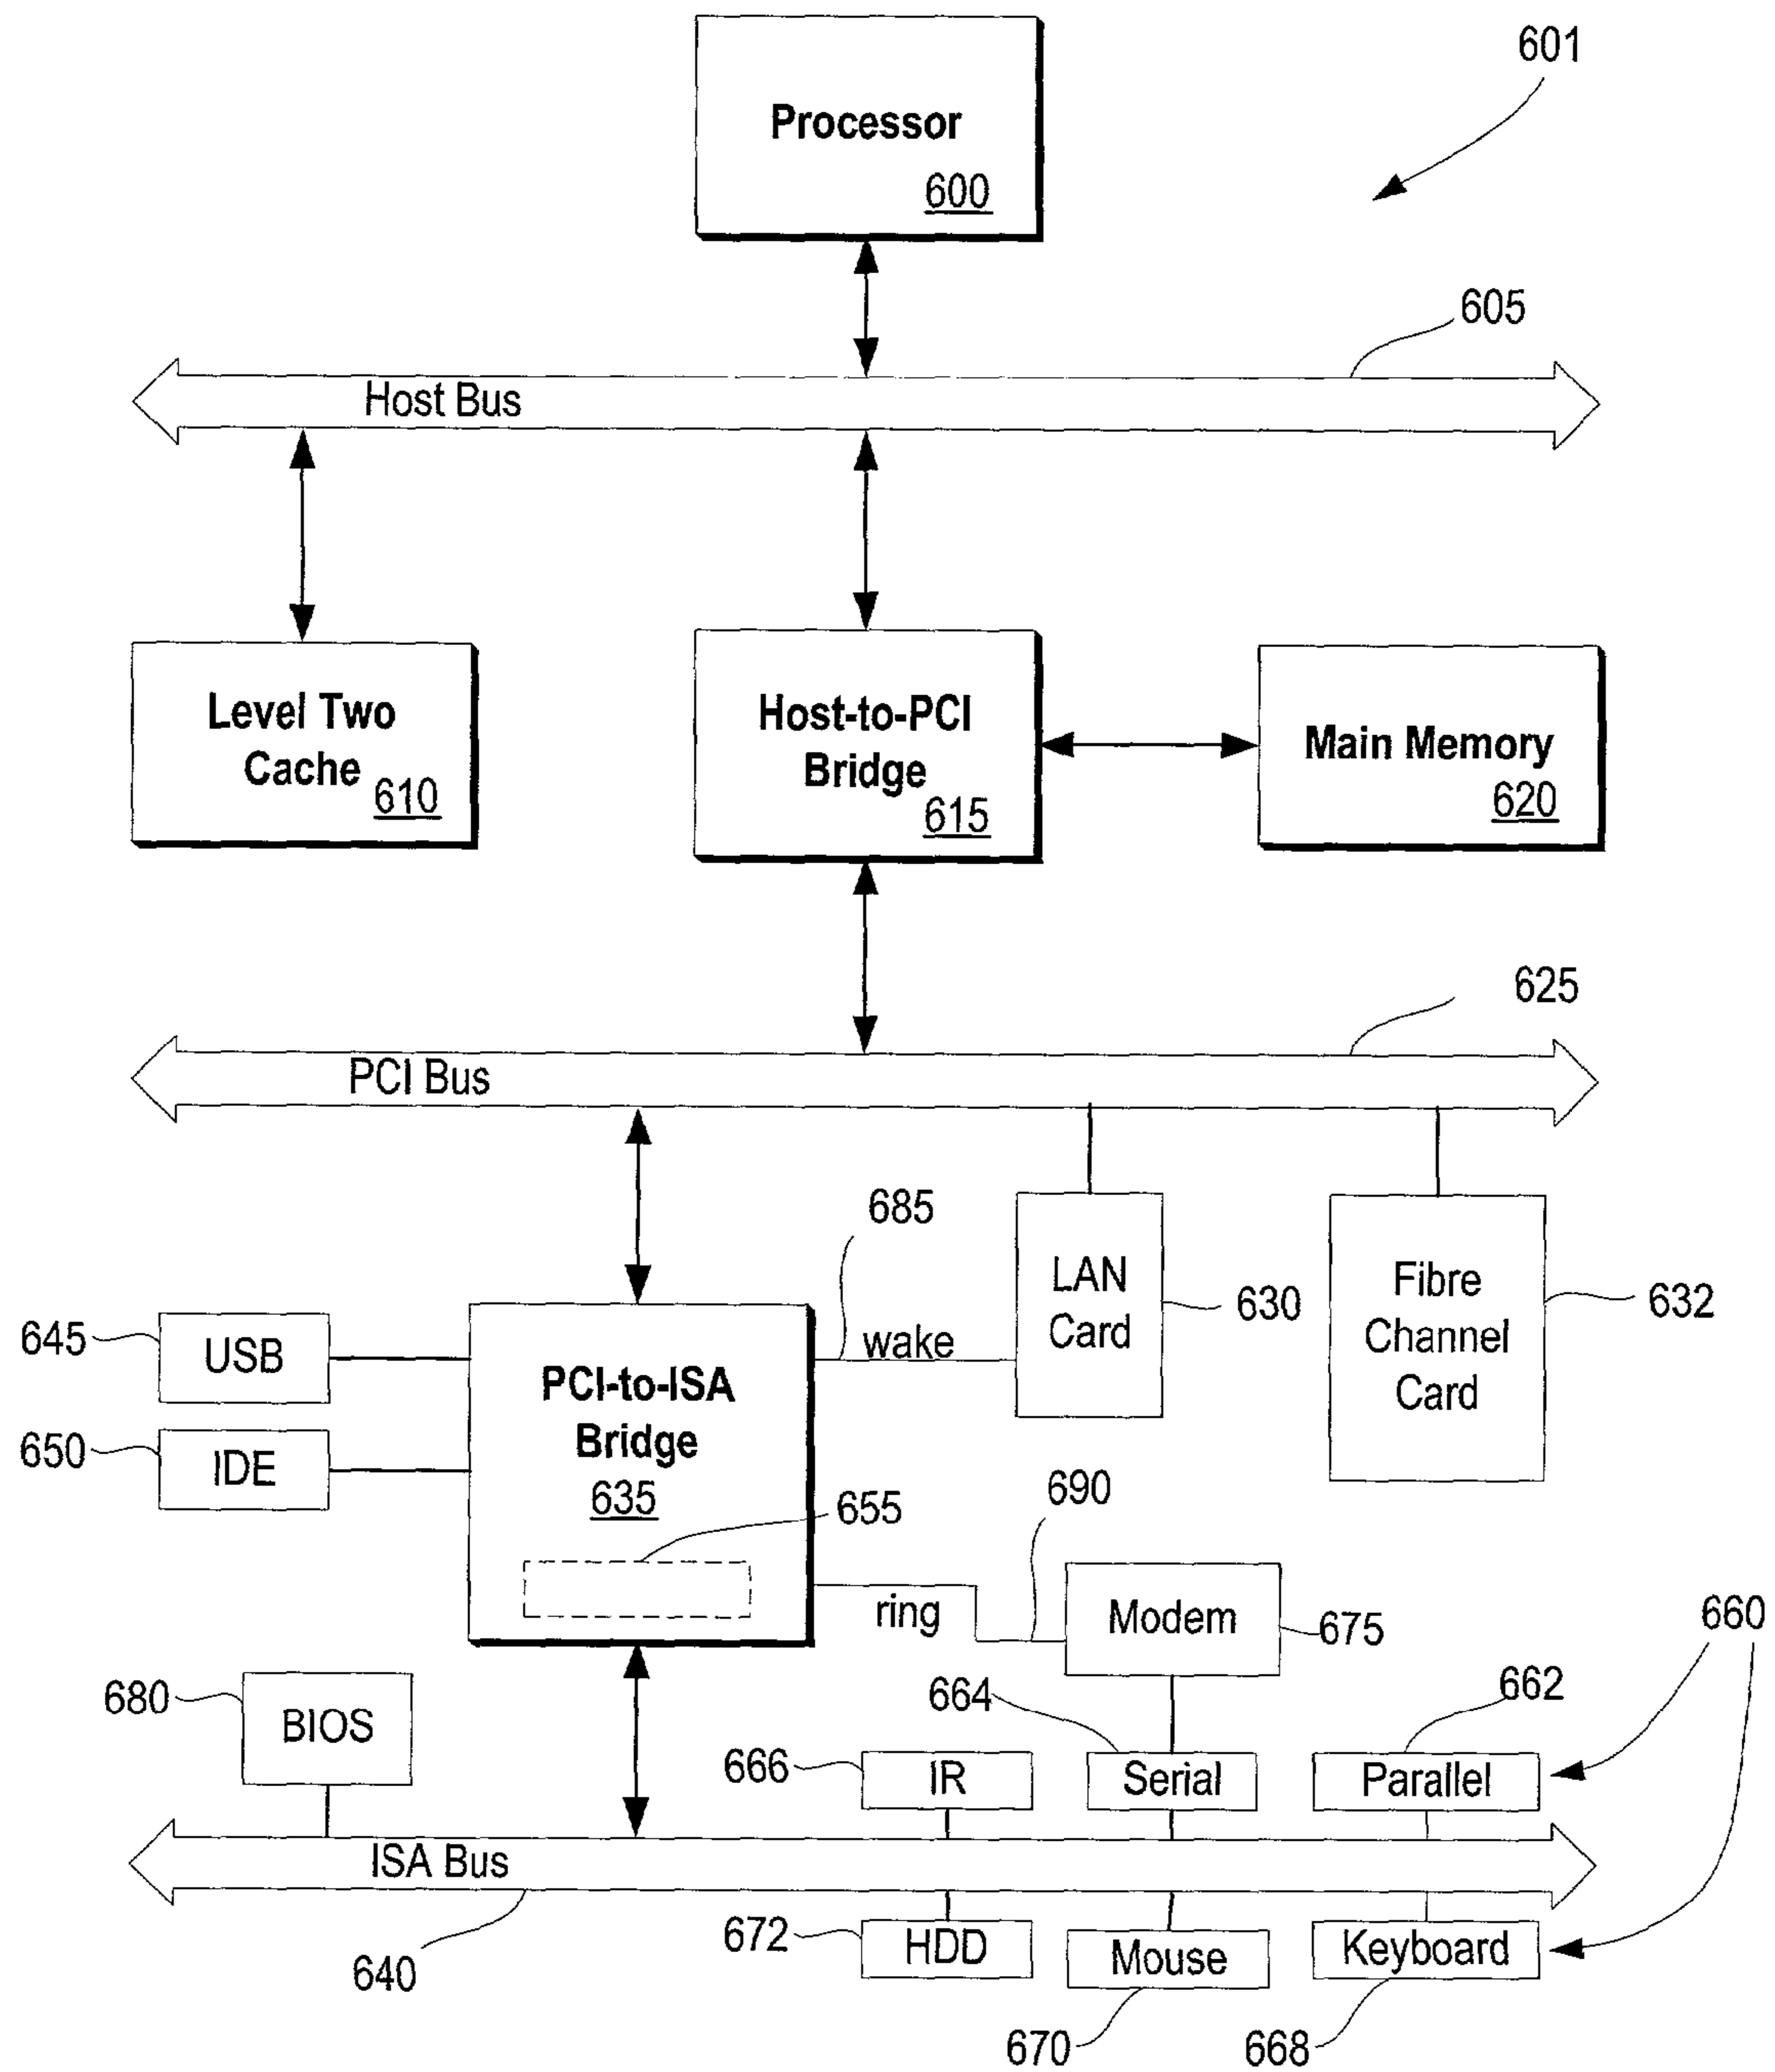 601
Processor
600
605
Host Bus
Level Two
Cache
610
Host-to-PCI
Bridge
615
Main Memory
620
625
PCI Bus
685
LAN
Card
630
Fibre
Channel
Card
632
645
USB
wake
PCI-to-ISA
Bridge
635
650
IDE
655
690
ring
Modem
675
660
680
BIOS
664
662
666
IR
Serial
Parallel
ISA Bus
672
HDD
Mouse
Keyboard
640
670
668